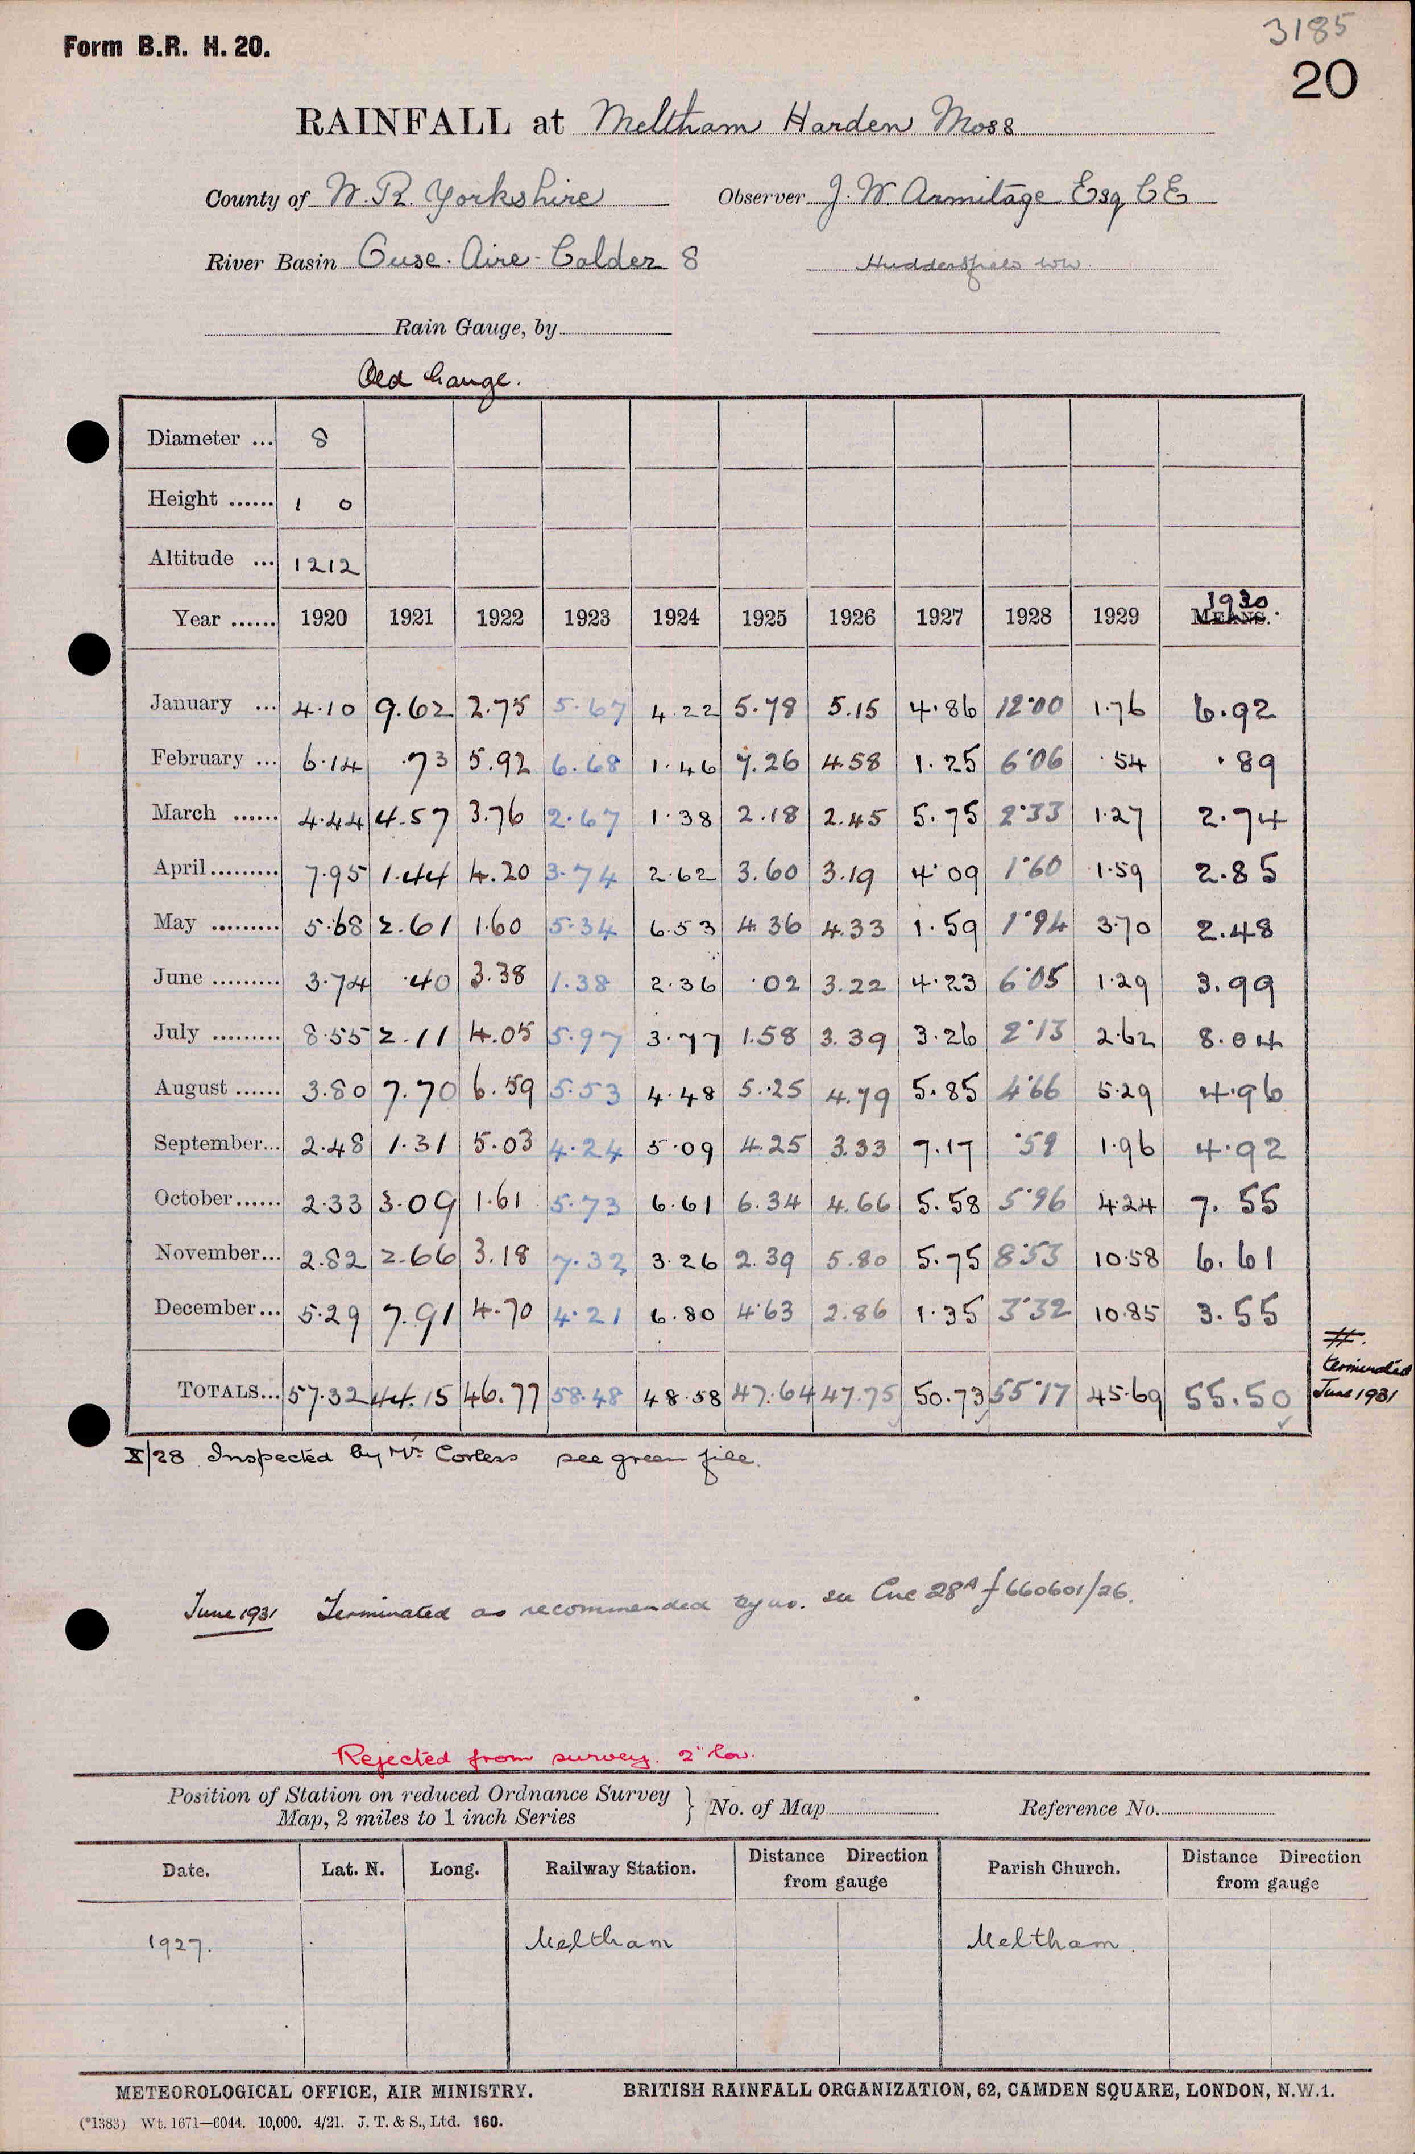 3185
Form B.R. H. 20.
20
RAINFALL at Meltham Harden Moss
County of W. R. Yorkshire Observer J. W. Armitage Esq C E
River Basin Ouse. Aire - Calder 8 Huddersfield WW.
Rain Gauge, by
Old Gauge.
Diameter ... 8
Height ...... 1 0
Altitude ... 1212
Year ...... 1920 1921 1922 1923 1924 1925 1926 1927 1928 1929 1930 MEANS.
January ... 4.10 9.62 2.75 5.67 4.22 5.78 5.15 4.86 12.00 1.76 6.92
February ... 6.14 .73 5.92 6.68 1.46 7.26 4.58 1.25 6.06 .54 .89
March ...... 4.44 4.57 3.76 2.67 1.38 2.18 2.45 5.75 2.33 1.27 2.74
April ......... 7.95 1.44 4.20 3.74 2.62 3.60 3.19 4.09 1.60 1.59 2.85
May ......... 5.68 2.61 1.60 5.34 6.53 4.36 4.33 1.59 1.94 3.70 2.48
June ......... 3.74 .40 3.38 1.38 2.36 .02 3.22 4.23 6.05 1.29 3.99
July ......... 8.55 2.11 4.05 5.97 3.77 1.58 3.39 3.26 2.13 2.62 8.04
August ...... 3.80 7.70 6.59 5.53 4.48 5.25 4.79 5.85 4.66 5.29 4.96
September... 2.48 1.31 5.03 4.24 5.09 4.25 3.33 7.17 .59 1.96 4.92
October ...... 2.33 3.09 1.61 5.73 6.61 6.34 4.66 5.58 5.96 4.24 7.55
November... 2.82 2.66 3.18 7.32 3.26 2.39 5.80 5.75 8.53 10.58 6.61
December ... 5.29 7.91 4.70 4.21 6.80 4.63 2.86 1.35 3.32 10.85 3.55
TOTALS... 57.32 44.15 46.77 58.48 48.58 47.64 47.75 50.73 55.17 45.69 55.50
#.
terminated
June 1931
X/28 Inspected by Mr. Corless see green file.
June 1931 Terminated as recommended by us. see Enc 28A f 660601/26.
Rejected from survey. 2" low.
Position of Station on reduced Ordnance Survey
Map, 2 miles to 1 inch Series } No. of Map Reference No.
Date. Lat. N. Long. Railway Station. Distance Direction from gauge Parish Church. Distance Direction from gauge
1927. Meltham Meltham.
METEOROLOGICAL OFFICE, AIR MINISTRY. BRITISH RAINFALL ORGANIZATION, 62, CAMDEN SQUARE, LONDON, N.W.1.
(*1383) Wt. 1671—6044. 10,000. 4/21. J. T. & S., Ltd. 160.